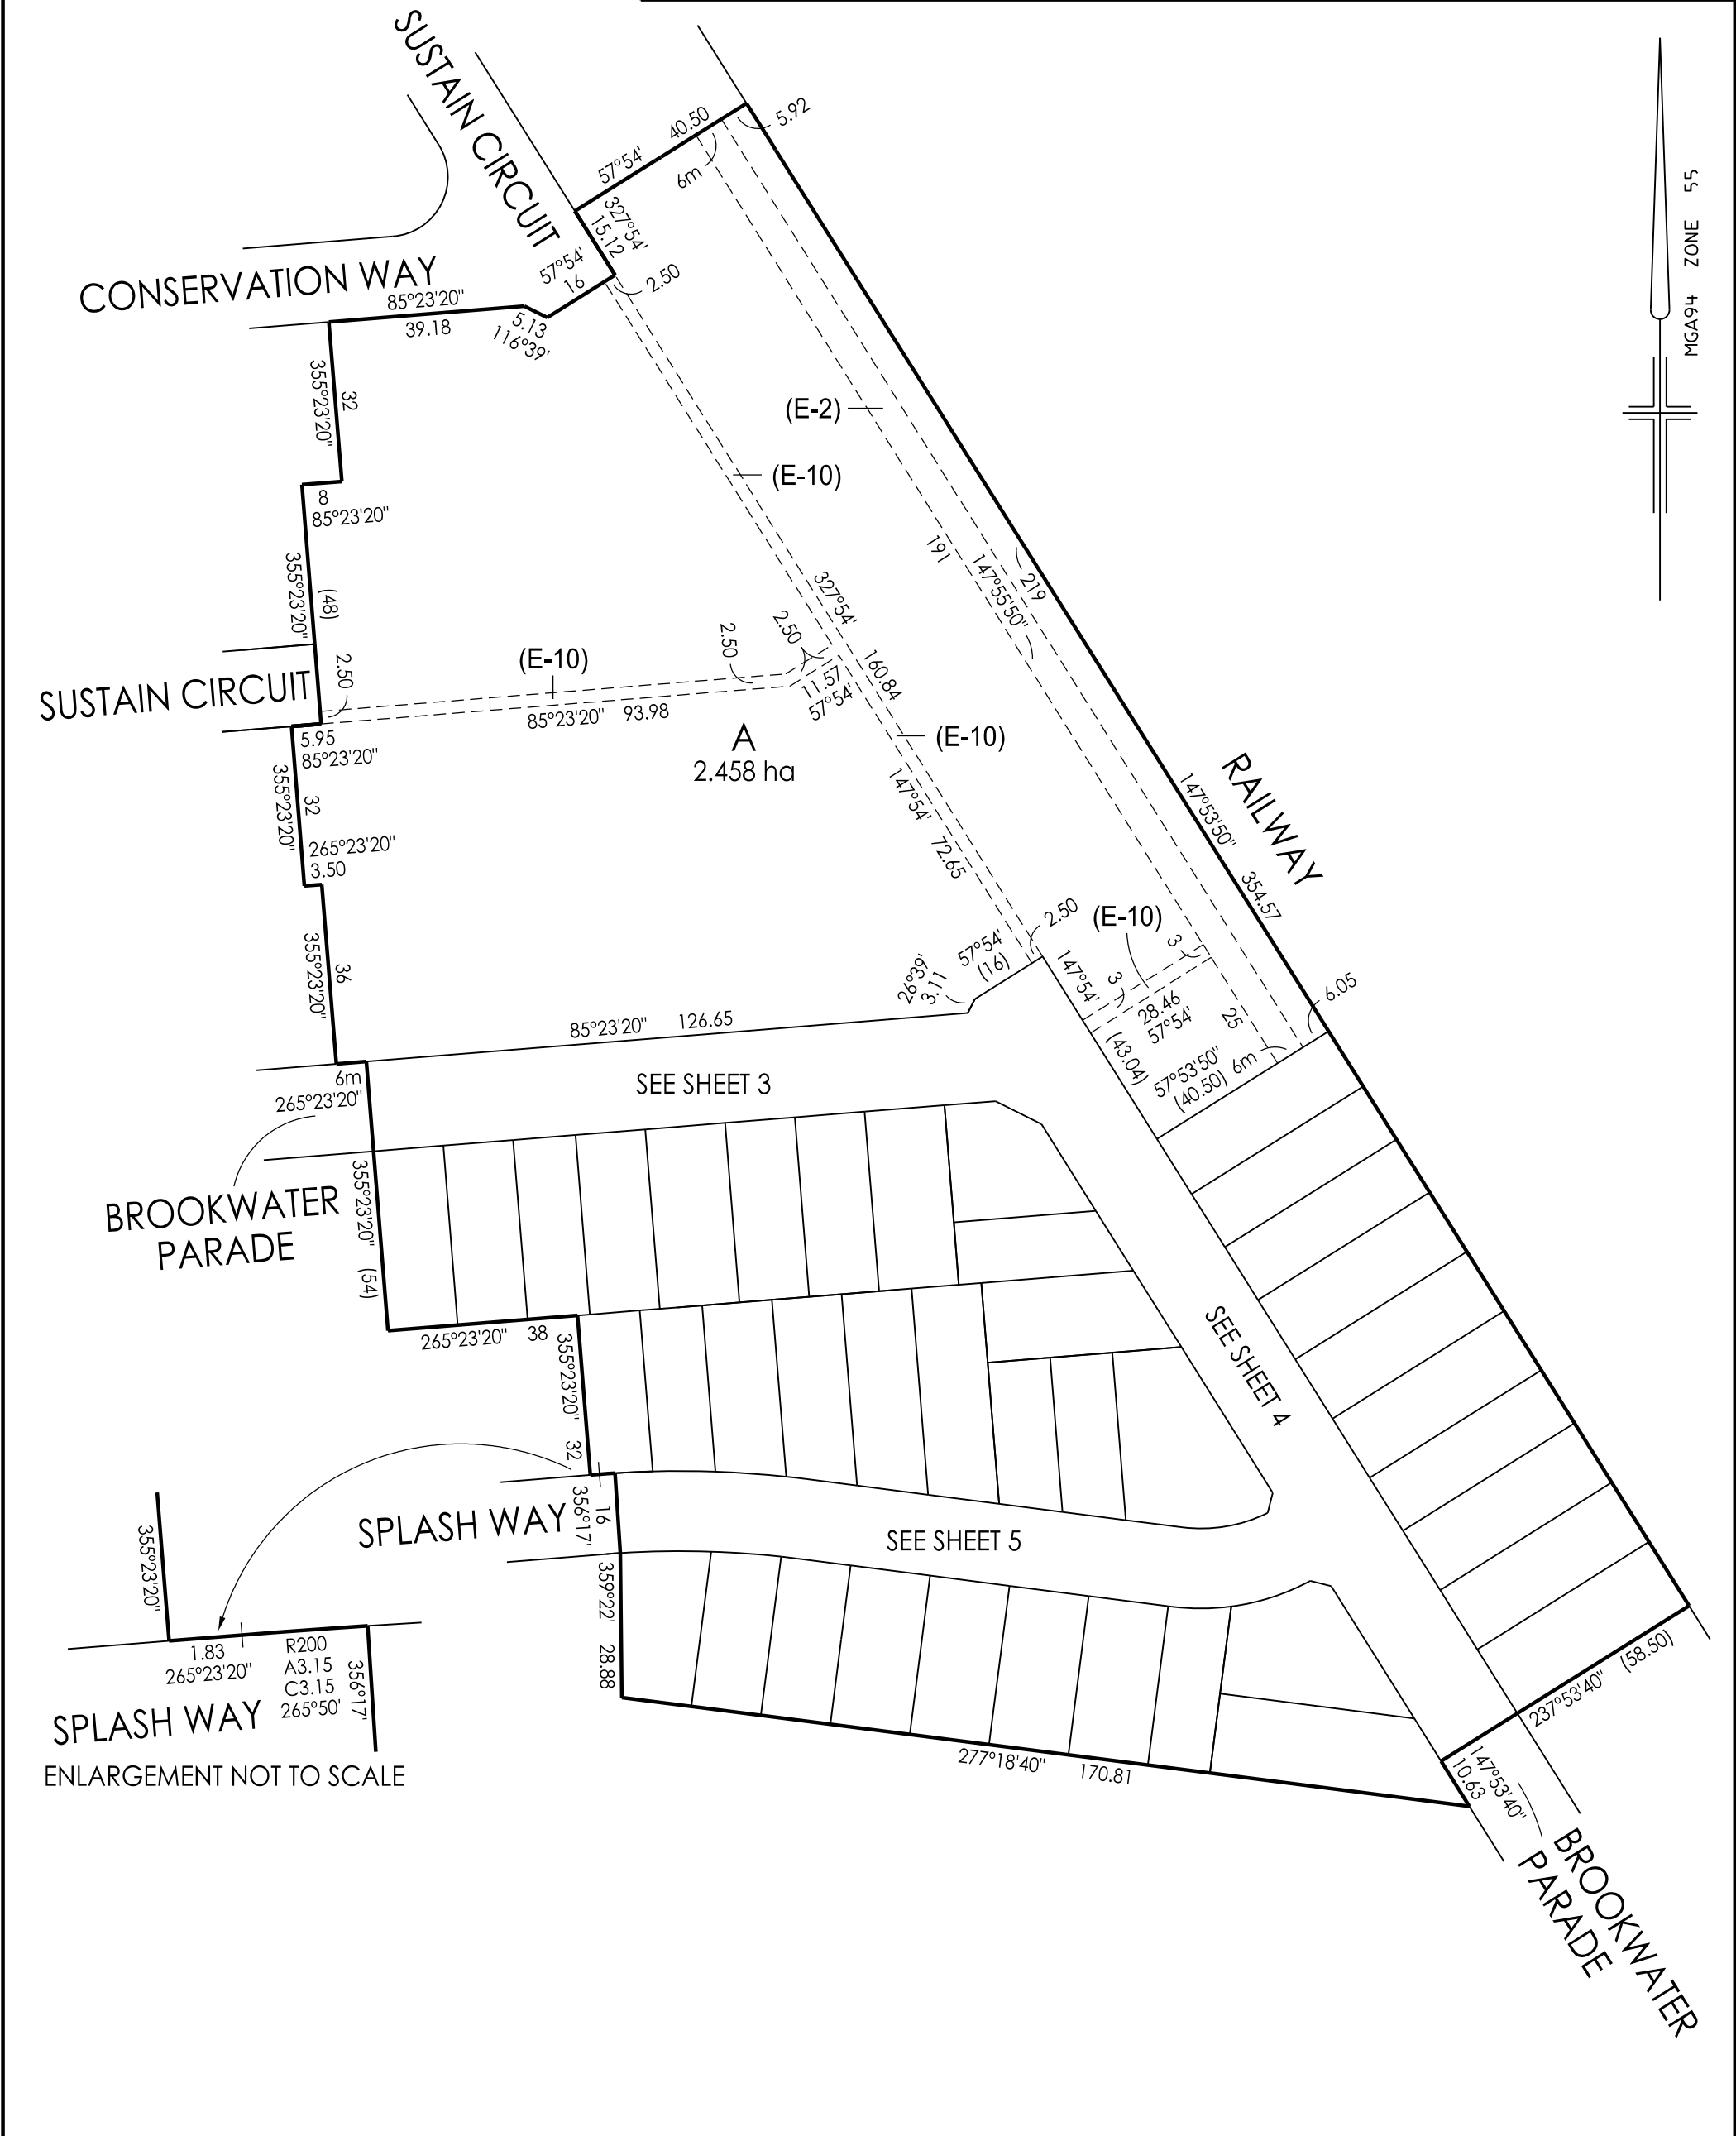 SUSTAIN CIRCUIT
40.50
5.92
57°54'
6m
327°54'
15.12
57°54'
16
2.50
CONSERVATION WAY
85°23'20"
39.18
5.13
116°39'
MGA94 ZONE 55
355°23'20"
32
(E-2)
(E-10)
8
85°23'20"
355°23'20"
(48)
191
147°55'50"
219
327°54'
2.50
2.50
2.50
(E-10)
160.84
11.57
57°54'
SUSTAIN CIRCUIT
85°23'20" 93.98
5.95
85°23'20"
A
2.458 ha
(E-10)
RAILWAY
147°53'50"
354.57
355°23'20"
32
265°23'20"
3.50
147°54'
72.65
355°23'20"
36
2.50
(E-10)
57°54'
(16)
26°39'
3.11
147°54'
3
3
28.46
57°54'
25
6.05
(43.04)
57°53'50"
(40.50)
6m
85°23'20" 126.65
6m
265°23'20"
SEE SHEET 3
BROOKWATER
PARADE
355°23'20"
(54)
265°23'20" 38
355°23'20"
32
SEE SHEET 4
SPLASH WAY
16
356°17'
SEE SHEET 5
359°22'
28.88
355°23'20"
1.83
265°23'20"
R200
A3.15
C3.15
265°50'
356°17'
SPLASH WAY
ENLARGEMENT NOT TO SCALE
277°18'40" 170.81
237°53'40" (58.50)
147°53'40"
10.63
BROOKWATER
PARADE